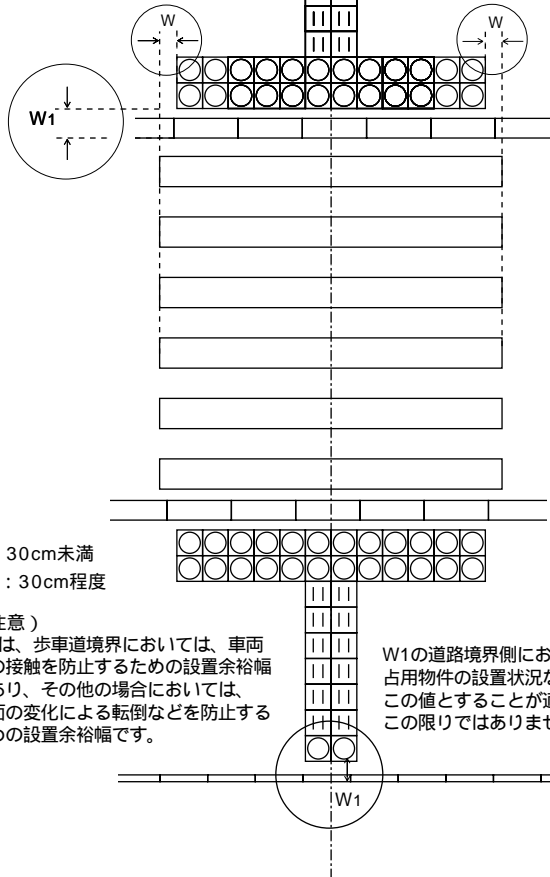 W
W
W1
30cm未満
：30cm程度
注意）
は、歩車道境界においては、車両
の接触を防止するための設置余裕幅
あり、その他の場合においては、
面の変化による転倒などを防止する
めの設置余裕幅です。
W1の道路境界側にお
占用物件の設置状況な
この値とすることが適
この限りではありませ
W1